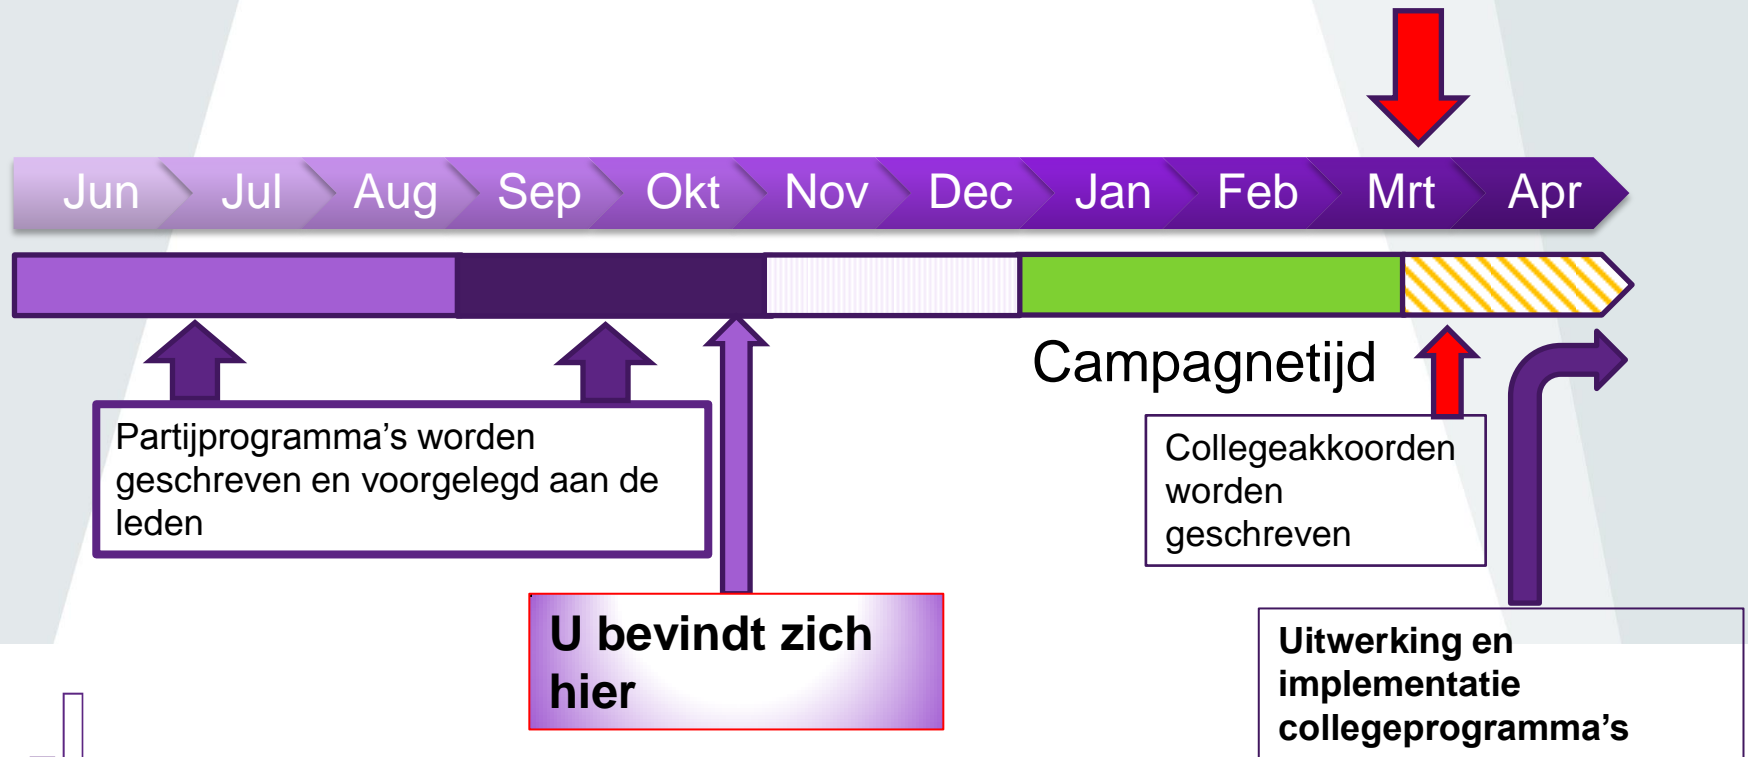 Jun Jul Aug Sep Okt Nov Dec Jan Feb Mrt Apr
Campagnetijd
Partijprogramma's worden
geschreven en voorgelegd aan de
leden
Collegeakkoorden
worden
geschreven
U bevindt zich
hier
Uitwerking en
implementatie
collegeprogramma's